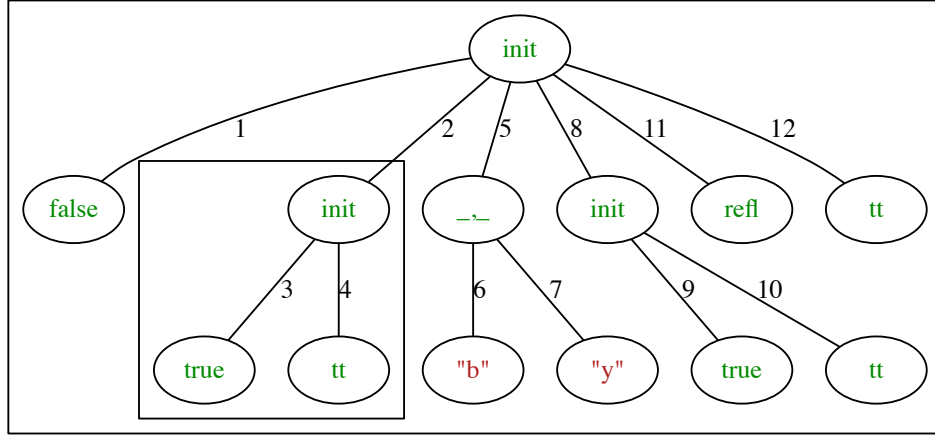 init
1 2 5 8 11 12
false init _,_ init refl tt
3 4 6 7 9 10
true tt "b" "y" true tt